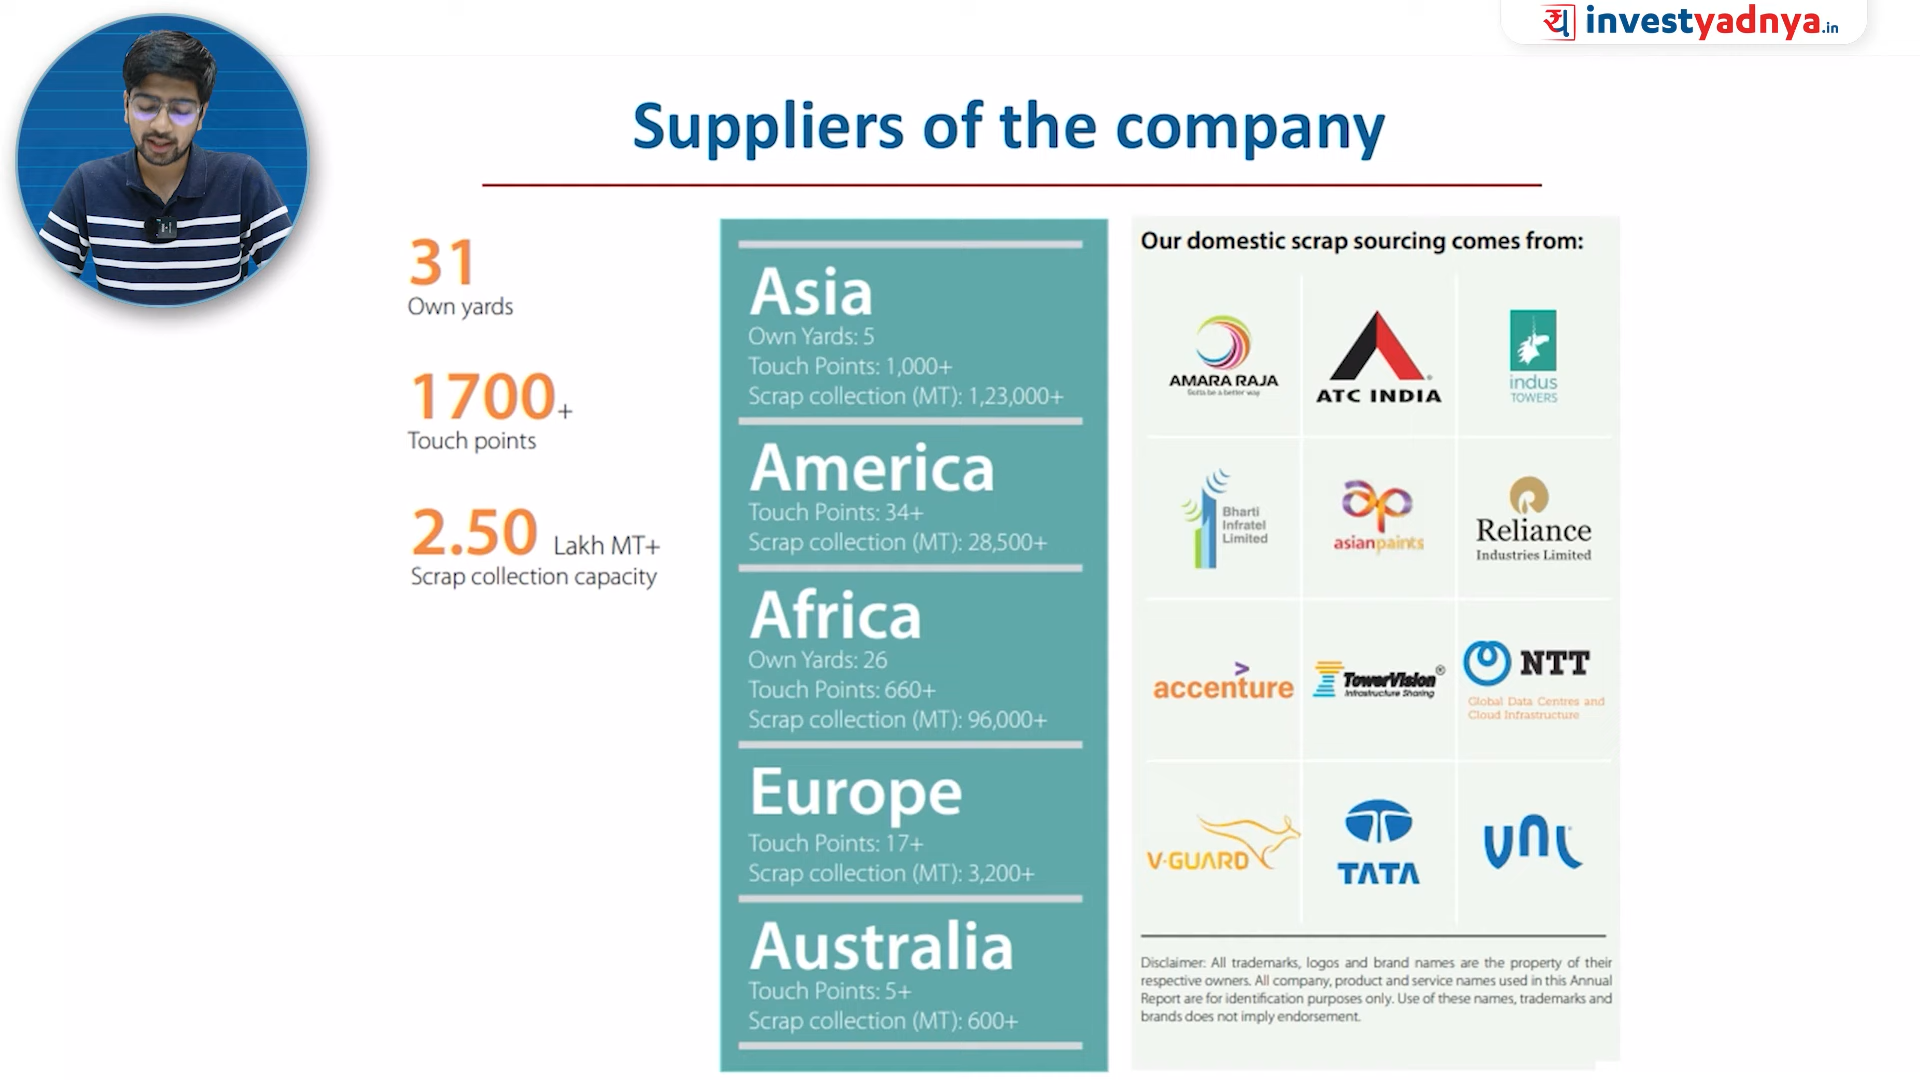 investyadnya.in
Suppliers of the company
31
Own yards
1700+
Touch points
2.50 Lakh MT+
Scrap collection capacity
Asia
Own Yards: 5
Touch Points: 1,000+
Scrap collection (MT): 1,23,000+
America
Touch Points: 34+
Scrap collection (MT): 28,500+
Africa
Own Yards: 26
Touch Points: 660+
Scrap collection (MT): 96,000+
Europe
Touch Points: 17+
Scrap collection (MT): 3,200+
Australia
Touch Points: 5+
Scrap collection (MT): 600+
Our domestic scrap sourcing comes from:
AMARA RAJA
Gotta be a better way
ATC INDIA
indus
TOWERS
Bharti
Infratel
Limited
ap
asianpaints
Reliance
Industries Limited
accenture
TowerVision®
Infrastructure Sharing
NTT
Global Data Centres and
Cloud Infrastructure
V-GUARD
TATA
vnl
Disclaimer: All trademarks, logos and brand names are the property of their
respective owners. All company, product and service names used in this Annual
Report are for identification purposes only. Use of these names, trademarks and
brands does not imply endorsement.